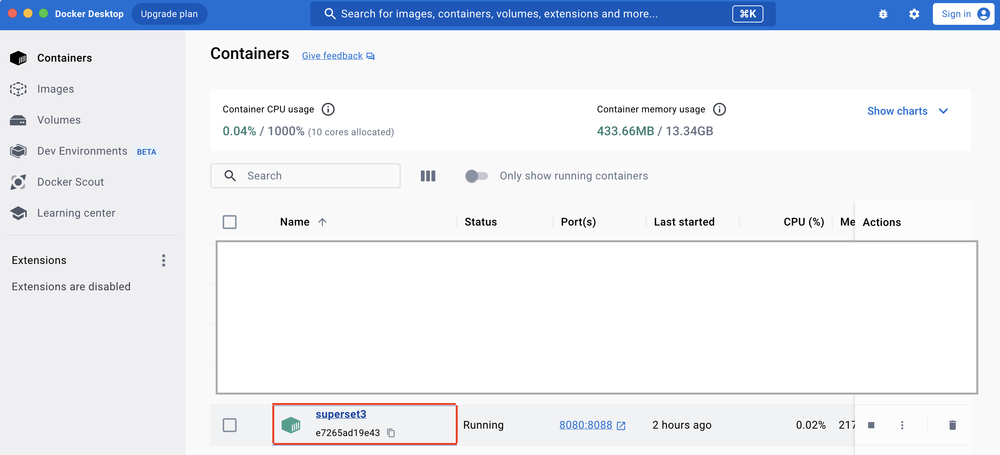 Docker Desktop Upgrade plan Search for images, containers, volumes, extensions and more... ⌘K Sign in
Containers
Images
Volumes
Dev Environments BETA
Docker Scout
Learning center
Extensions
Extensions are disabled
Containers Give feedback
Container CPU usage
0.04% / 1000% (10 cores allocated)
Container memory usage
433.66MB / 13.34GB
Show charts
Search Only show running containers
Name Status Port(s) Last started CPU (%) Me Actions
superset3
e7265ad19e43
Running 8080:8088 2 hours ago 0.02% 217